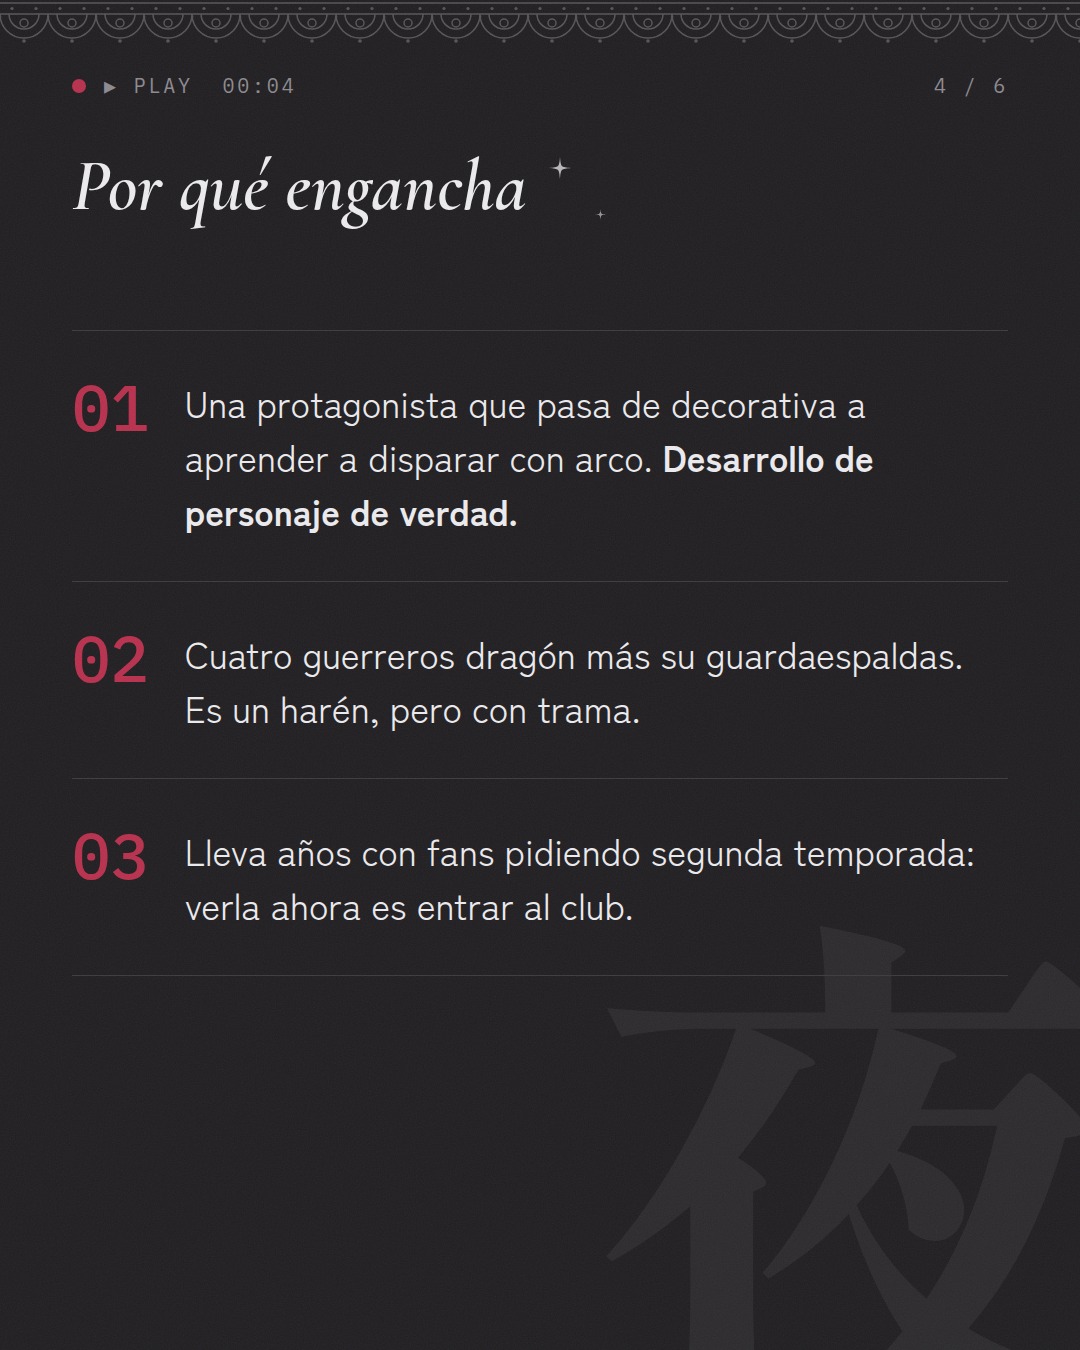 ▶ PLAY 00:04
4 / 6
Por qué engancha
01
Una protagonista que pasa de decorativa a
aprender a disparar con arco. Desarrollo de
personaje de verdad.
02
Cuatro guerreros dragón más su guardaespaldas.
Es un harén, pero con trama.
03
Lleva años con fans pidiendo segunda temporada:
verla ahora es entrar al club.
夜